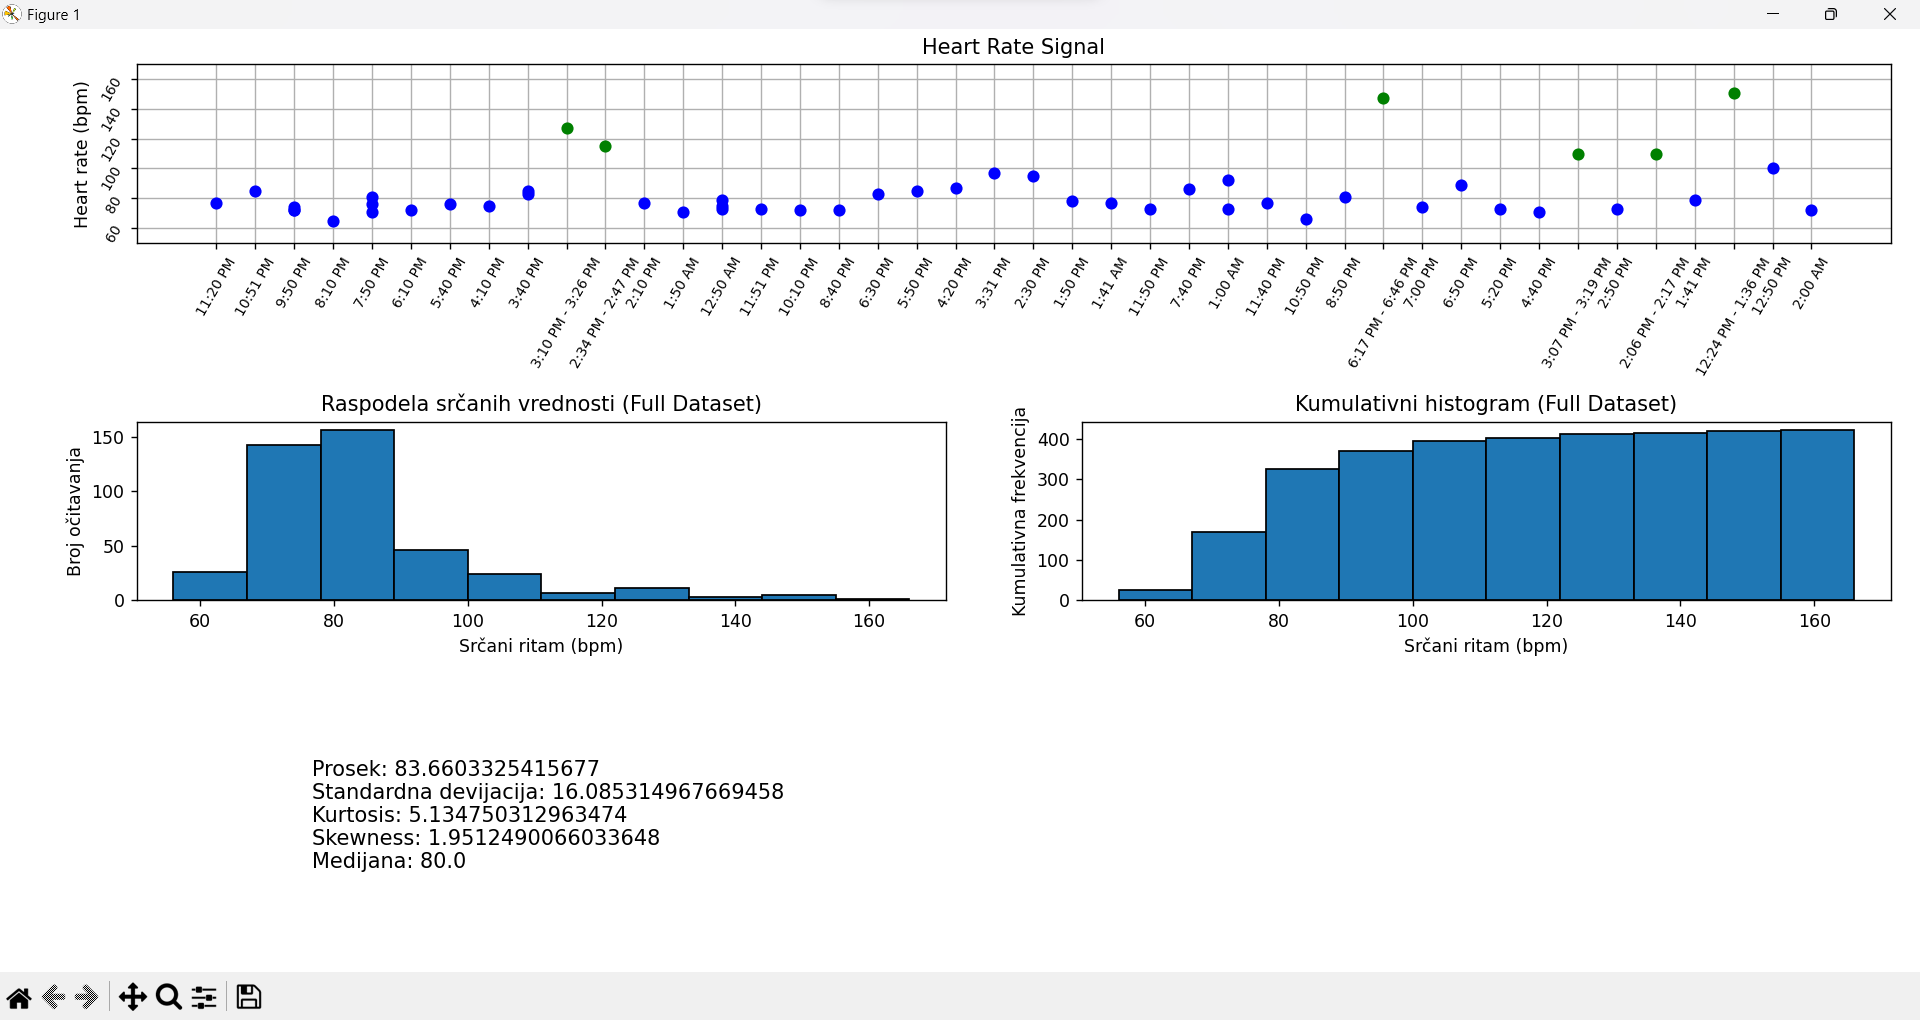 Figure 1
Heart Rate Signal
Heart rate (bpm)
160
140
120
100
80
60
11:20 PM
10:51 PM
9:50 PM
8:10 PM
7:50 PM
6:10 PM
5:40 PM
4:10 PM
3:40 PM
3:10 PM - 3:26 PM
2:34 PM - 2:47 PM
2:10 PM
1:50 AM
12:50 AM
11:51 PM
10:10 PM
8:40 PM
6:30 PM
5:50 PM
4:20 PM
3:31 PM
2:30 PM
1:50 PM
1:41 AM
11:50 PM
7:40 PM
1:00 AM
11:40 PM
10:50 PM
8:50 PM
6:17 PM - 6:46 PM
7:00 PM
6:50 PM
5:20 PM
4:40 PM
3:07 PM - 3:19 PM
2:50 PM
2:06 PM - 2:17 PM
1:41 PM
12:24 PM - 1:36 PM
12:50 PM
2:00 AM
Raspodela srčanih vrednosti (Full Dataset)
Broj očitavanja
150
100
50
0
60
80
100
120
140
160
Srčani ritam (bpm)
Kumulativni histogram (Full Dataset)
Kumulativna frekvencija
400
300
200
100
0
60
80
100
120
140
160
Srčani ritam (bpm)
Prosek: 83.6603325415677
Standardna devijacija: 16.085314967669458
Kurtosis: 5.134750312963474
Skewness: 1.9512490066033648
Medijana: 80.0